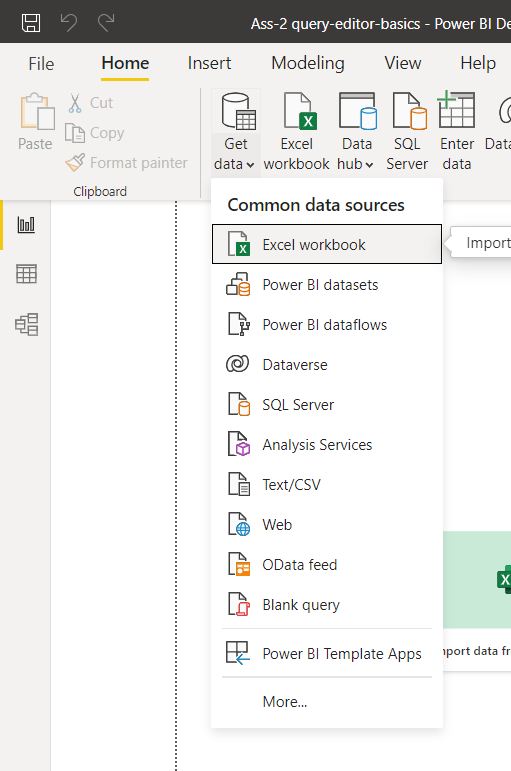 Ass-2 query-editor-basics - Power BI De
File Home Insert Modeling View Help
Paste
Cut
Copy
Format painter
Clipboard
Get data
Excel workbook
Data hub
SQL Server
Enter data
Data
Common data sources
Excel workbook
Import
Power BI datasets
Power BI dataflows
Dataverse
SQL Server
Analysis Services
Text/CSV
Web
OData feed
Blank query
Power BI Template Apps
mport data fr
More...